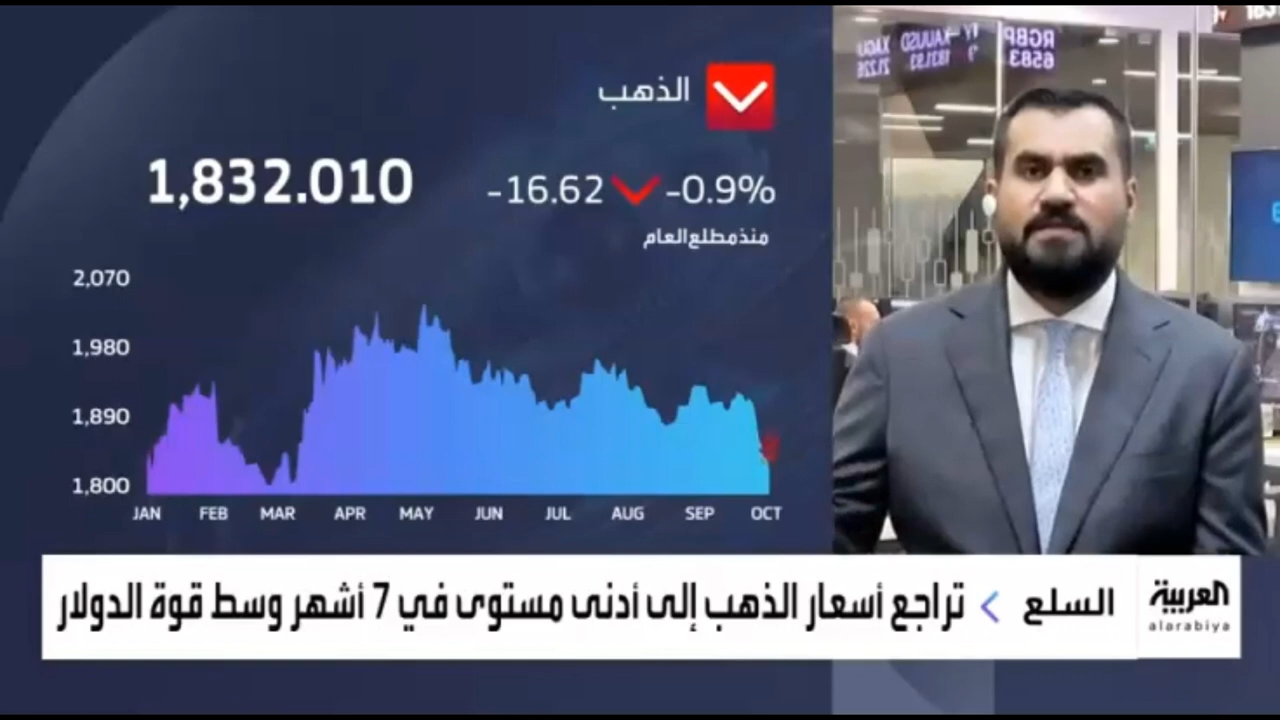 الذهب
1,832.010
-16.62
-0.9%
منذ مطلع العام
2,070
1,980
1,890
1,800
JAN FEB MAR APR MAY JUN JUL AUG SEP OCT
السلع > تراجع أسعار الذهب إلى أدنى مستوى في 7 أشهر وسط قوة الدولار
العربية
alarabiya